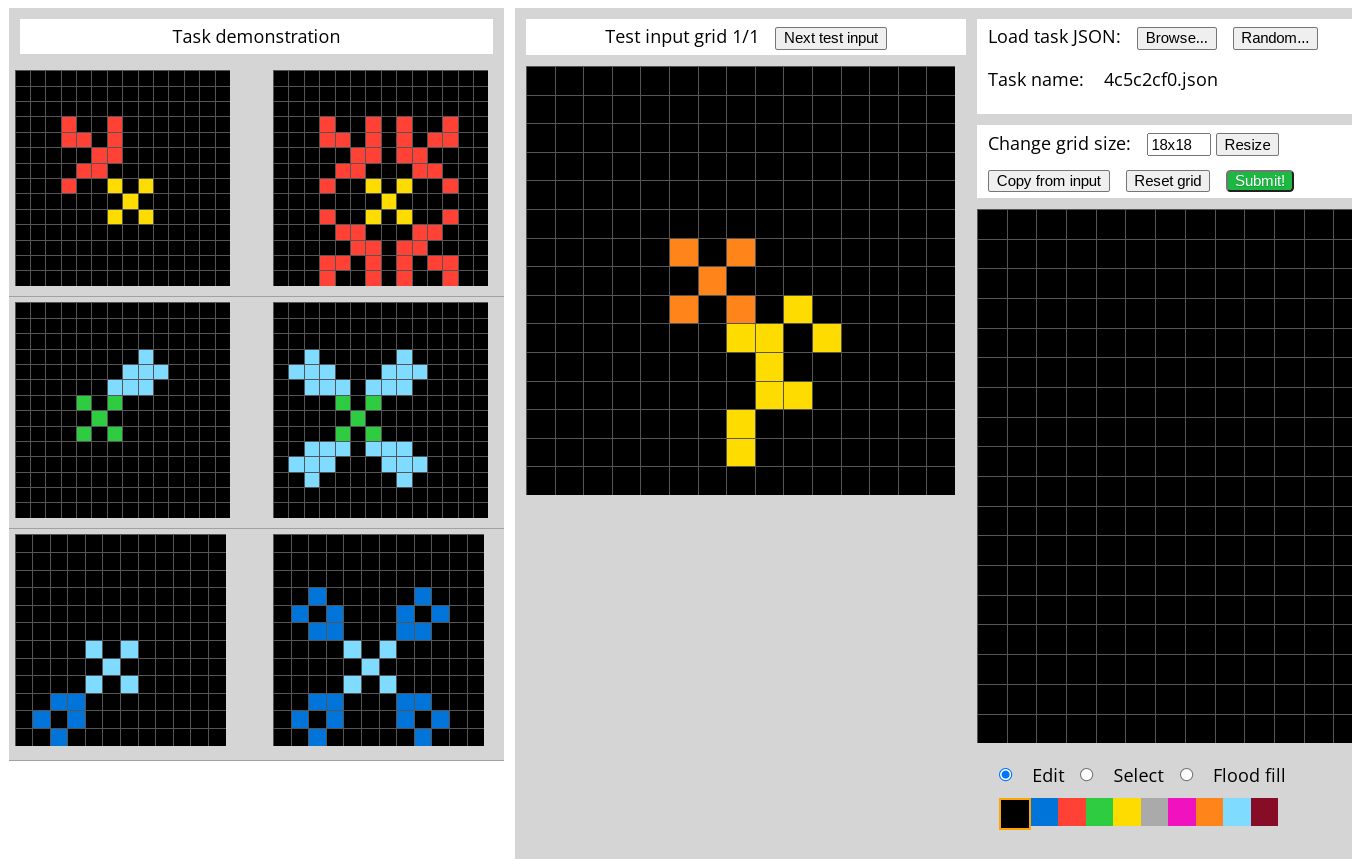 Task demonstration
Test input grid 1/1 Next test input
Load task JSON: Browse... Random...
Task name: 4c5c2cf0.json
Change grid size: 18x18 Resize
Copy from input Reset grid Submit!
Edit Select Flood fill